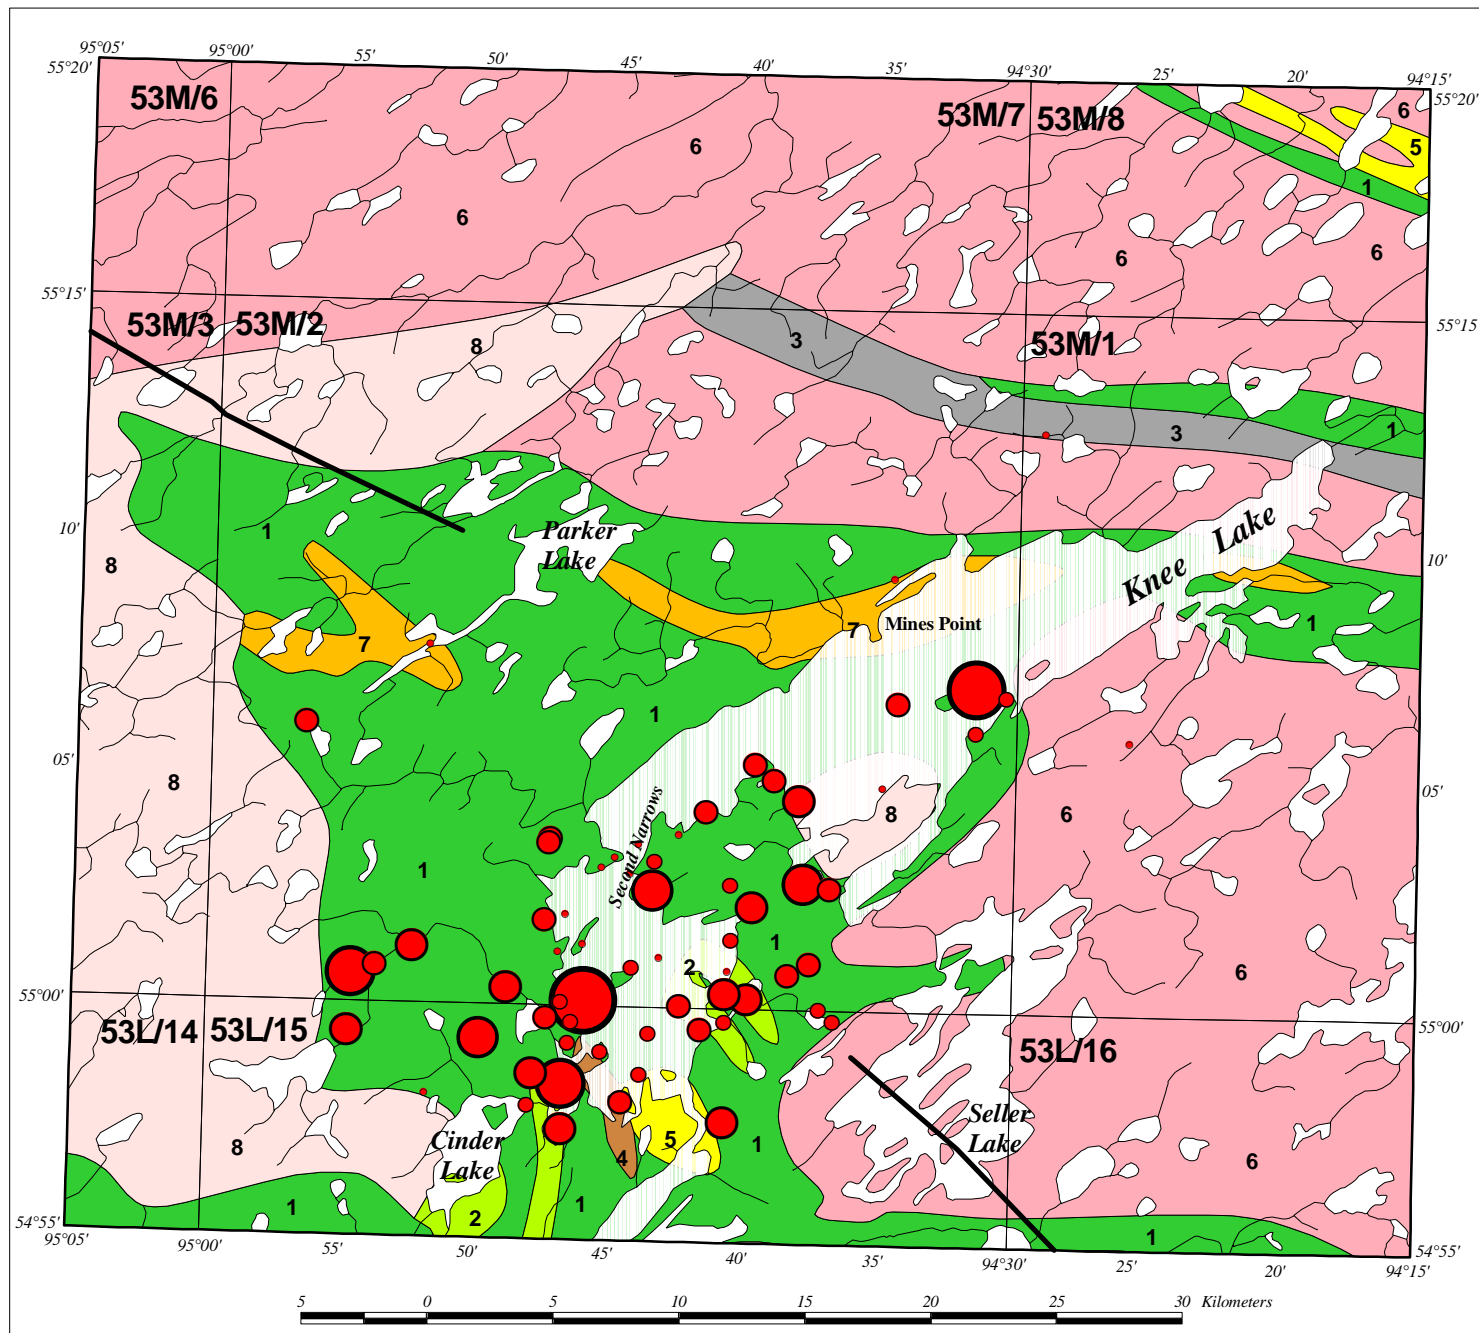 95°05' 95°00' 55' 50' 45' 40' 35' 94°30' 25' 20' 94°15'
55°20' 55°20'
53M/6 53M/7 53M/8
6 6 5
6 1
6 6 6
55°15' 55°15'
53M/3 53M/2 53M/1
8 3
3 1
10' 10'
1
Parker
Lake
Knee Lake
8
7 7 Mines Point 1
1
05' 05'
8 8 6
Second Narrows
1
1
2
6
55°00' 55°00'
53L/14 53L/15 53L/16
Cinder
Lake
Seller
Lake
8 4 5 1 6
1 2 1 1
54°55' 54°55'
95°05' 95°00' 55' 50' 45' 40' 35' 94°30' 25' 20' 94°15'
5 0 5 10 15 20 25 30 Kilometers